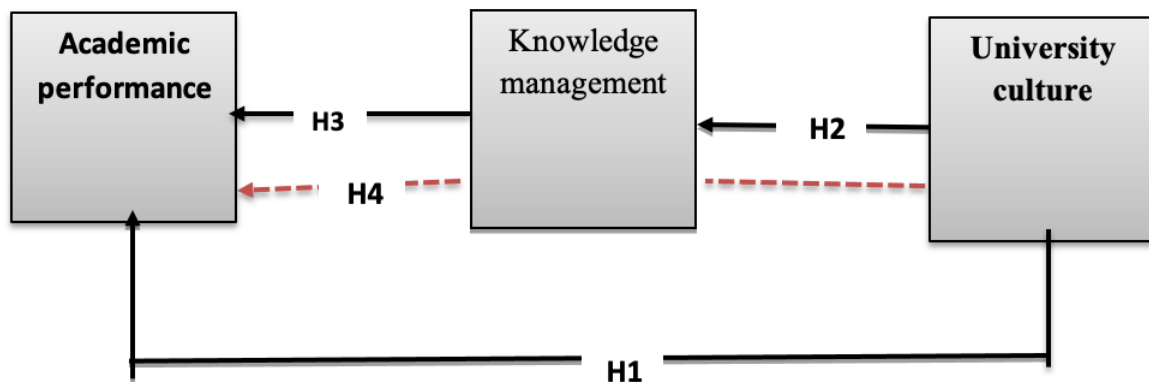 Academic
performance
Knowledge
management
University
culture
H3
H2
H4
H1